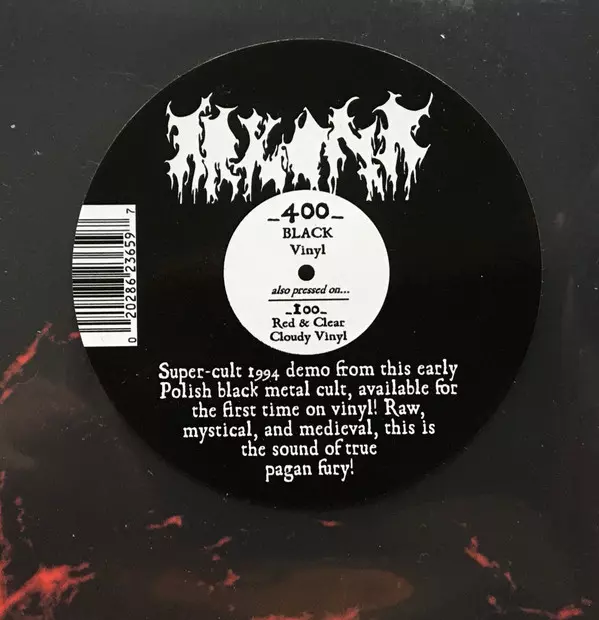 ARKONA
_400_
BLACK
Vinyl
also pressed on...
_100_
Red & Clear
Cloudy Vinyl
0 20286 23659 7
Super-cult 1994 demo from this early
Polish black metal cult, available for
the first time on vinyl! Raw,
mystical, and medieval, this is
the sound of true
pagan fury!